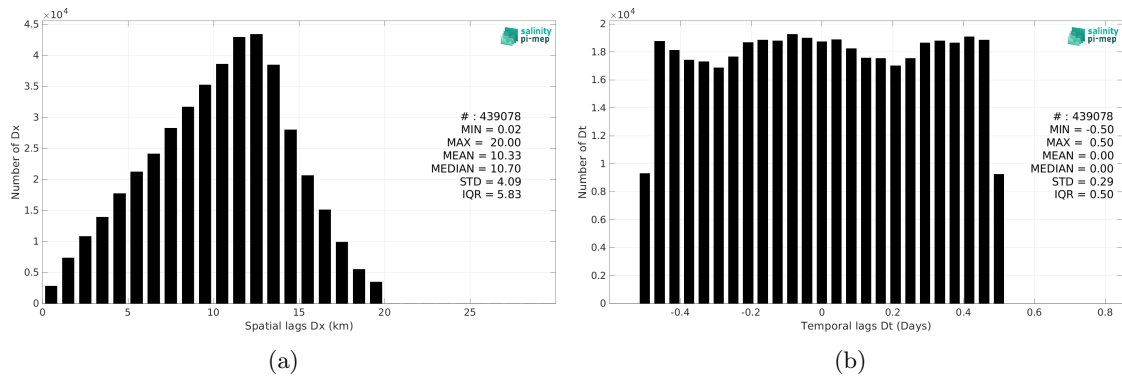 ×10⁴
4.5
4
3.5
3
2.5
2
1.5
1
0.5
0
Number of Dx
0 5 10 15 20 25
Spatial lags Dx (km)
salinity
pi-mep
# : 439078
MIN = 0.02
MAX = 20.00
MEAN = 10.33
MEDIAN = 10.70
STD = 4.09
IQR = 5.83
(a)
×10⁴
2
1.8
1.6
1.4
1.2
1
0.8
0.6
0.4
0.2
0
Number of Dt
-0.4 -0.2 0 0.2 0.4 0.6 0.8
Temporal lags Dt (Days)
salinity
pi-mep
# : 439078
MIN = -0.50
MAX = 0.50
MEAN = 0.00
MEDIAN = 0.00
STD = 0.29
IQR = 0.50
(b)